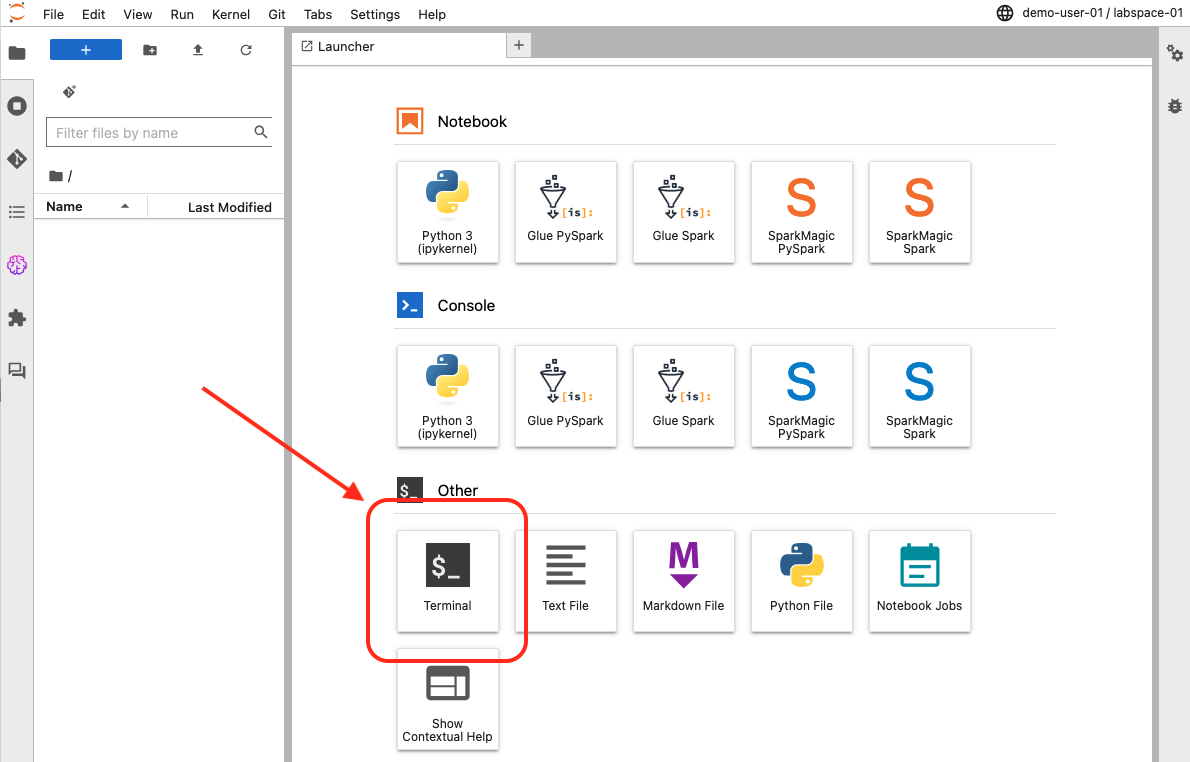 File Edit View Run Kernel Git Tabs Settings Help
demo-user-01 / labspace-01
+
Launcher
+
Filter files by name
/
Name
Last Modified
Notebook
Python 3
(ipykernel)
[is]:
Glue PySpark
[is]:
Glue Spark
S
SparkMagic
PySpark
S
SparkMagic
Spark
>_
Console
Python 3
(ipykernel)
[is]:
Glue PySpark
[is]:
Glue Spark
S
SparkMagic
PySpark
S
SparkMagic
Spark
$_
Other
$_
Terminal
Text File
M
Markdown File
Python File
Notebook Jobs
Show
Contextual Help